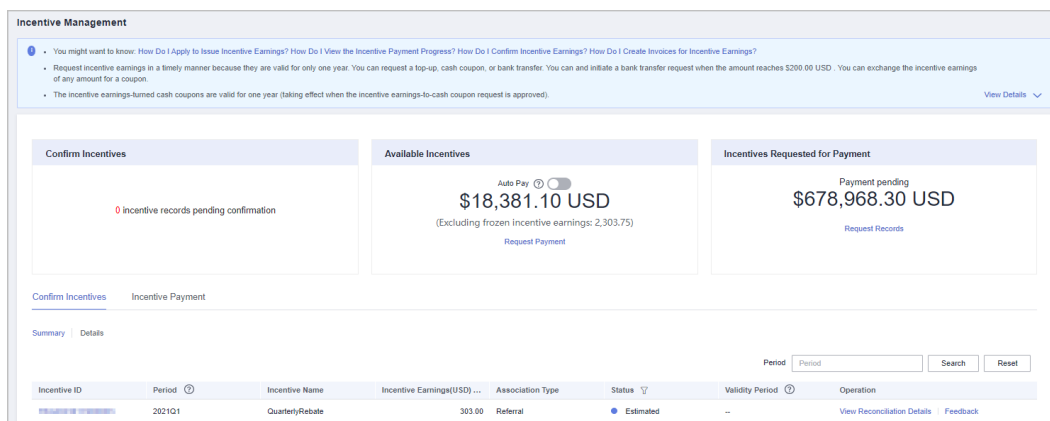 Incentive Management
You might want to know: How Do I Apply to Issue Incentive Earnings? How Do I View the Incentive Payment Progress? How Do I Confirm Incentive Earnings? How Do I Create Invoices for Incentive Earnings?
Request incentive earnings in a timely manner because they are valid for only one year. You can request a top-up, cash coupon, or bank transfer. You can and initiate a bank transfer request when the amount reaches $200.00 USD . You can exchange the incentive earnings
of any amount for a coupon.
The incentive earnings-turned cash coupons are valid for one year (taking effect when the incentive earnings-to-cash coupon request is approved).
View Details
Confirm Incentives
0 incentive records pending confirmation
Available Incentives
Auto Pay
$18,381.10 USD
(Excluding frozen incentive earnings: 2,303.75)
Request Payment
Incentives Requested for Payment
Payment pending
$678,968.30 USD
Request Records
Confirm Incentives Incentive Payment
Summary Details
Period Period Search Reset
Incentive ID Period Incentive Name Incentive Earnings(USD) ... Association Type Status Validity Period Operation
2021Q1 QuarterlyRebate 303.00 Referral Estimated -- View Reconciliation Details Feedback